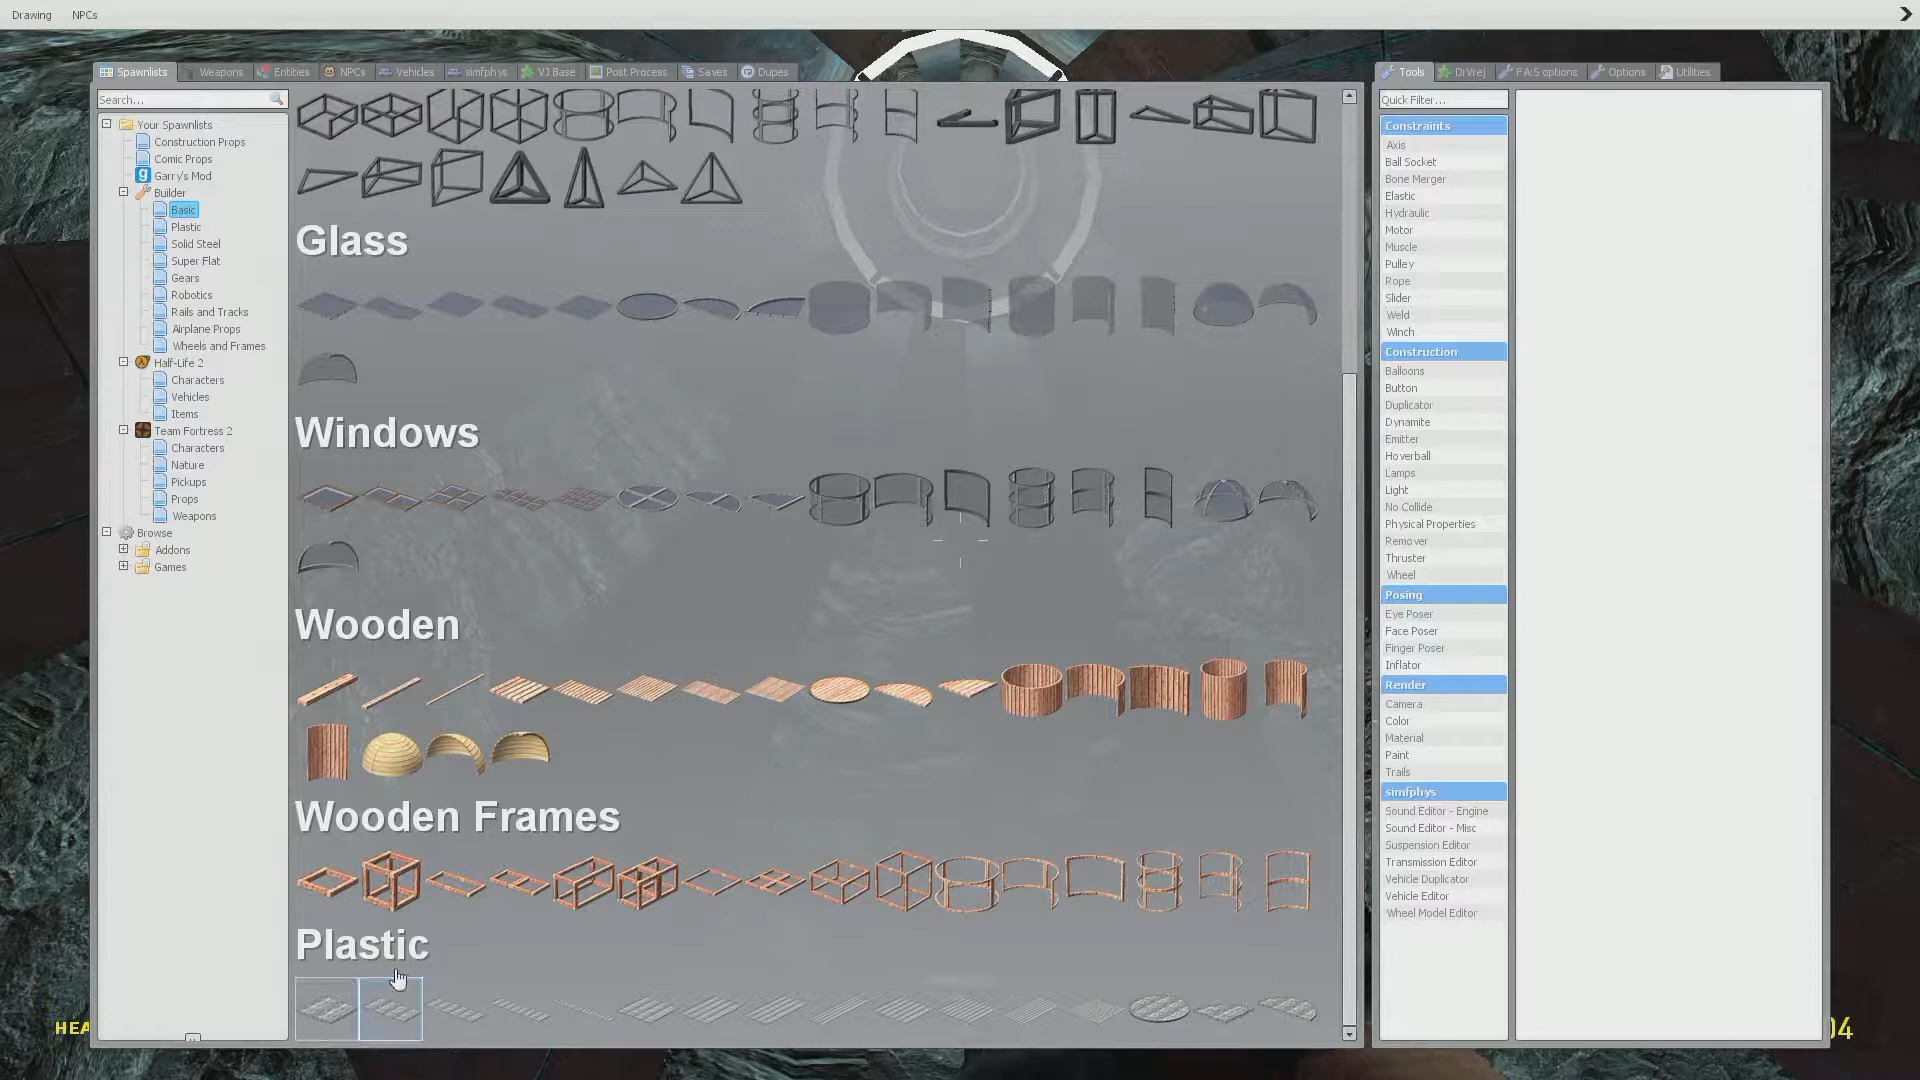 Drawing NPCs
Spawnlists Weapons Entities NPCs Vehicles simfphys VJ Base Post Process Saves Dupes
Search...
Your Spawnlists
Construction Props
Comic Props
Garry's Mod
Builder
Basic
Plastic
Solid Steel
Super Flat
Gears
Robotics
Rails and Tracks
Airplane Props
Wheels and Frames
Half-Life 2
Characters
Vehicles
Items
Team Fortress 2
Characters
Nature
Pickups
Props
Weapons
Browse
Addons
Games
HEA
Glass
Windows
Wooden
Wooden Frames
Plastic
Tools DrVrej FA:S options Options Utilities
Quick Filter...
Constraints
Axis
Ball Socket
Bone Merger
Elastic
Hydraulic
Motor
Muscle
Pulley
Rope
Slider
Weld
Winch
Construction
Balloons
Button
Duplicator
Dynamite
Emitter
Hoverball
Lamps
Light
No Collide
Physical Properties
Remover
Thruster
Wheel
Posing
Eye Poser
Face Poser
Finger Poser
Inflator
Render
Camera
Color
Material
Paint
Trails
simfphys
Sound Editor - Engine
Sound Editor - Misc
Suspension Editor
Transmission Editor
Vehicle Duplicator
Vehicle Editor
Wheel Model Editor
04